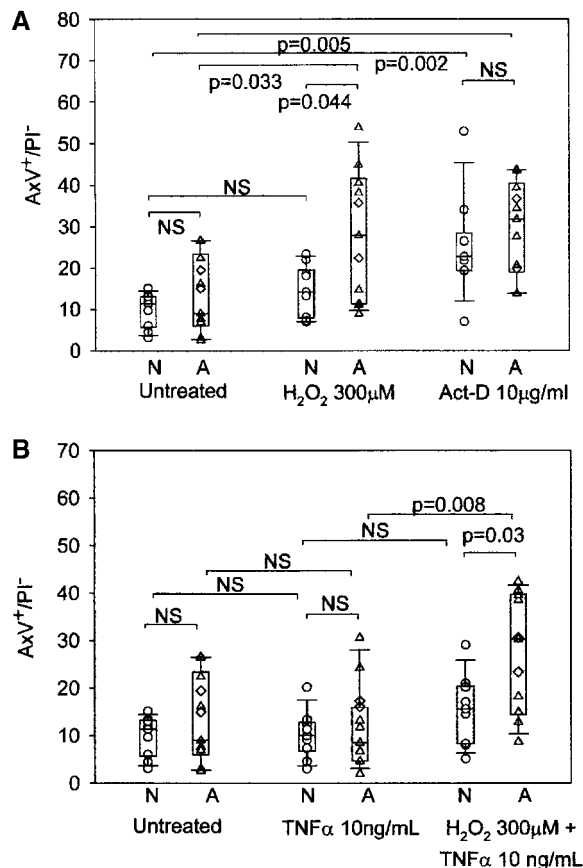 A
80
p=0.005
70
p=0.002
NS
p=0.033
60
p=0.044
50
AxV⁺/PI⁻
40
NS
30
NS
20
10
0
N A N A N A
Untreated H₂O₂ 300µM Act-D 10µg/ml
B
70
60
p=0.008
NS
p=0.03
50
NS
40
NS
NS
NS
AxV⁺/PI⁻
30
20
10
0
N A N A N A
Untreated TNFα 10ng/mL H₂O₂ 300µM +
TNFα 10 ng/mL